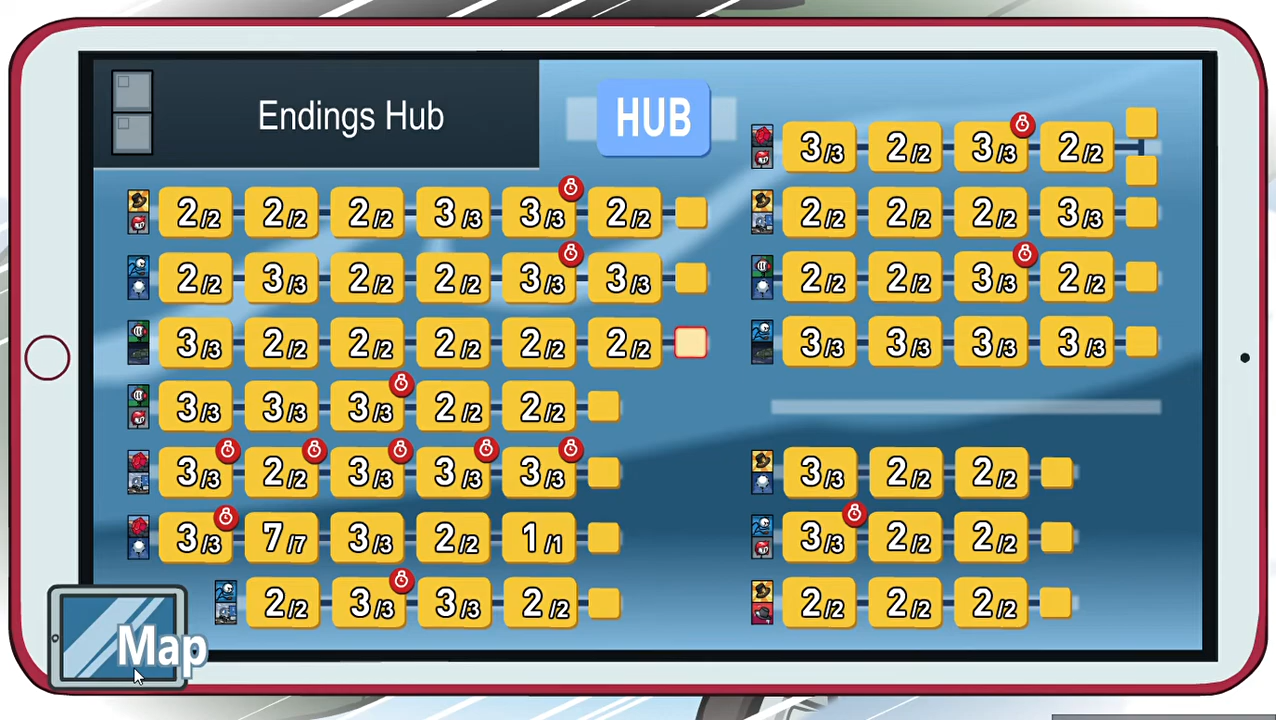 Endings Hub
HUB
2/2 2/2 2/2 3/3 3/3 2/2
2/2 3/3 2/2 2/2 3/3 3/3
3/3 2/2 2/2 2/2 2/2 2/2
3/3 3/3 3/3 2/2 2/2
3/3 2/2 3/3 3/3 3/3
3/3 7/7 3/3 2/2 1/1
2/2 3/3 3/3 2/2
3/3 2/2 3/3 2/2
2/2 2/2 2/2 3/3
2/2 2/2 3/3 2/2
3/3 3/3 3/3 3/3
3/3 2/2 2/2
3/3 2/2 2/2
2/2 2/2 2/2
Map